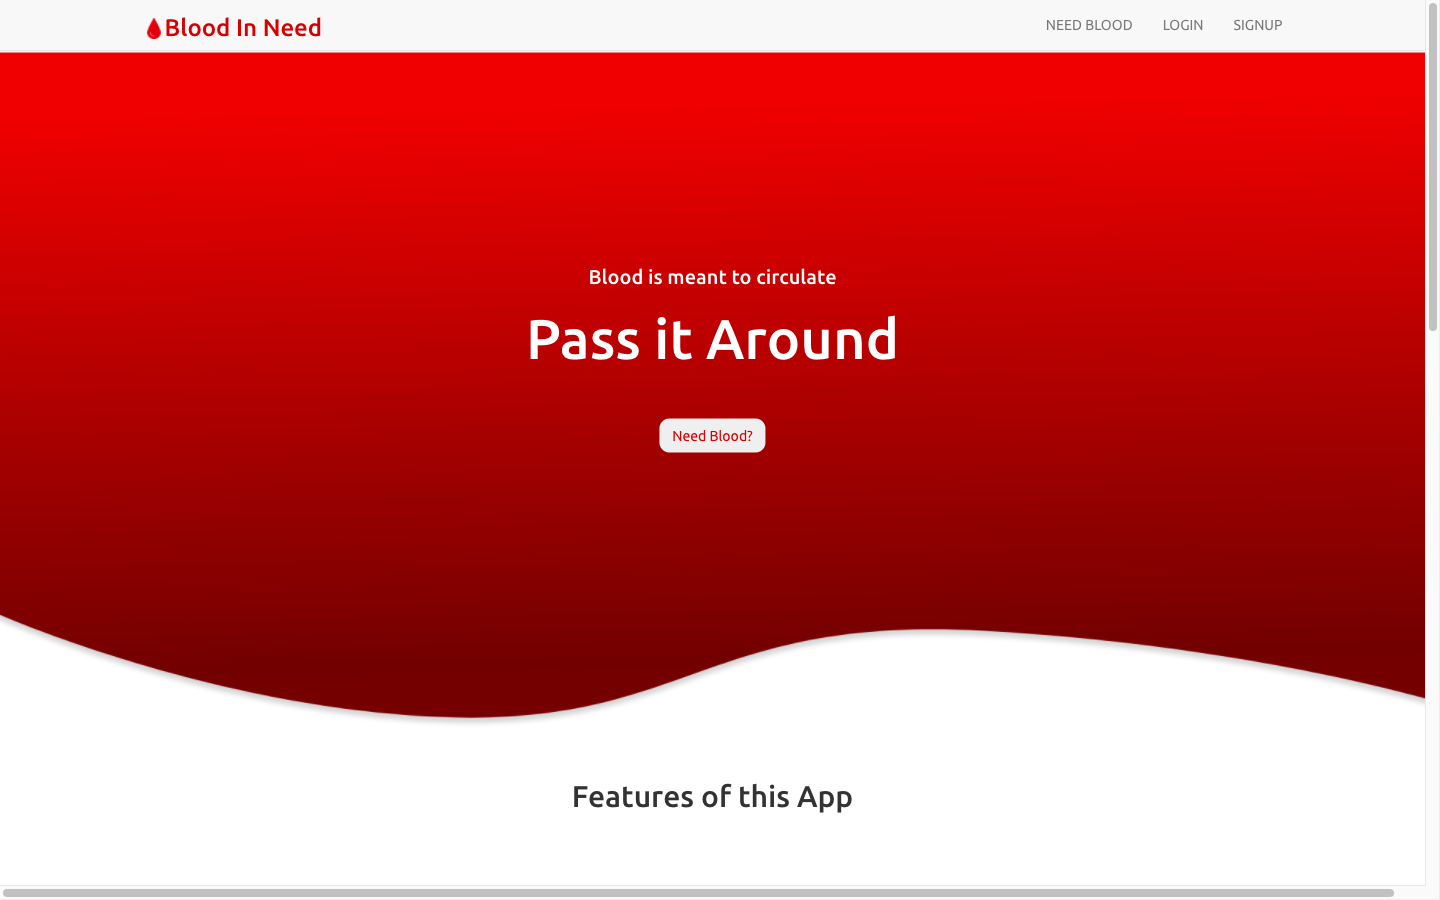 Blood In Need
NEED BLOOD
LOGIN
SIGNUP
Blood is meant to circulate
Pass it Around
Need Blood?
Features of this App